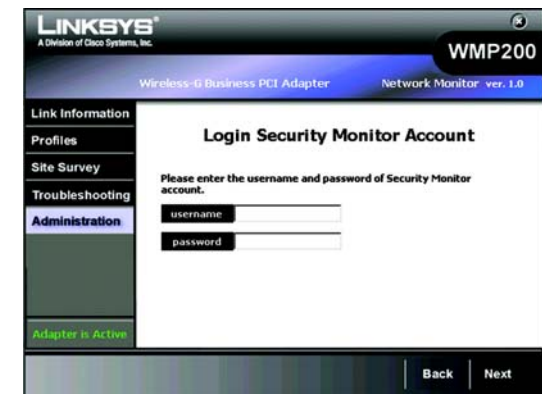 LINKSYS®
A Division of Cisco Systems, Inc.
WMP200
Wireless-G Business PCI Adapter
Network Monitor ver. 1.0
Link Information
Profiles
Site Survey
Troubleshooting
Administration
Adapter is Active
Login Security Monitor Account
Please enter the username and password of Security Monitor
account.
username
password
Back
Next